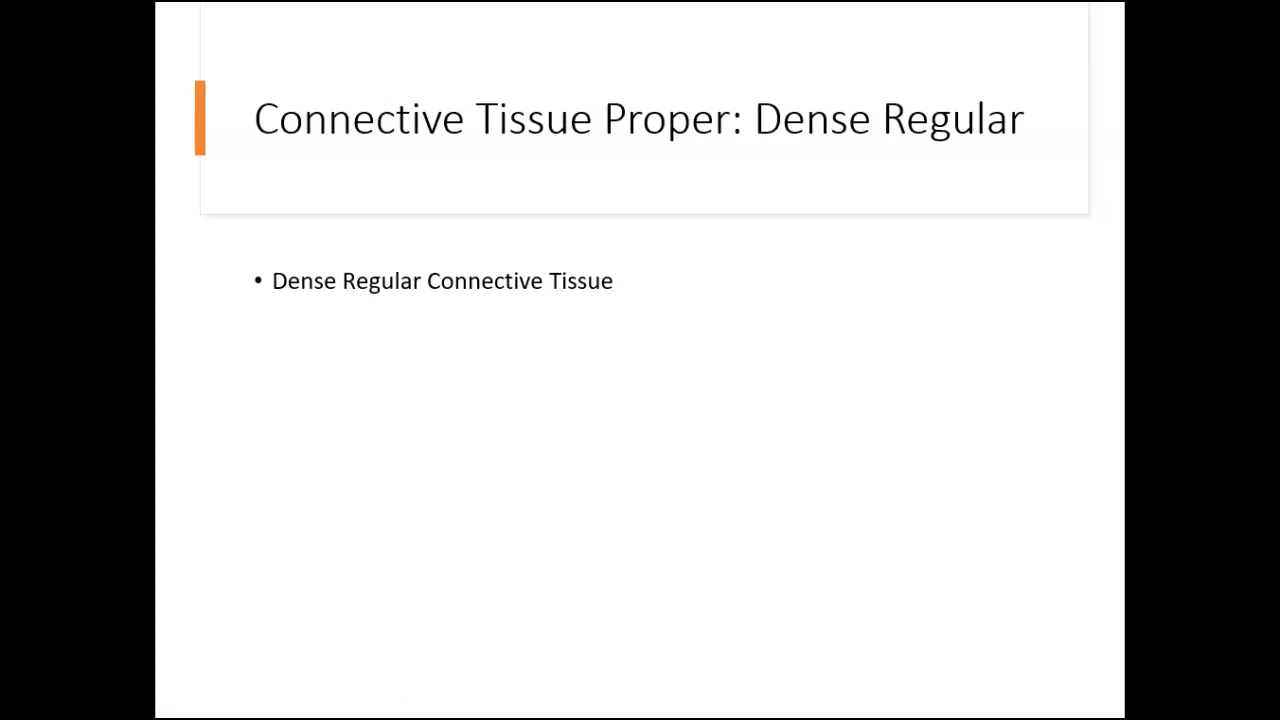 Connective Tissue Proper: Dense Regular
• Dense Regular Connective Tissue